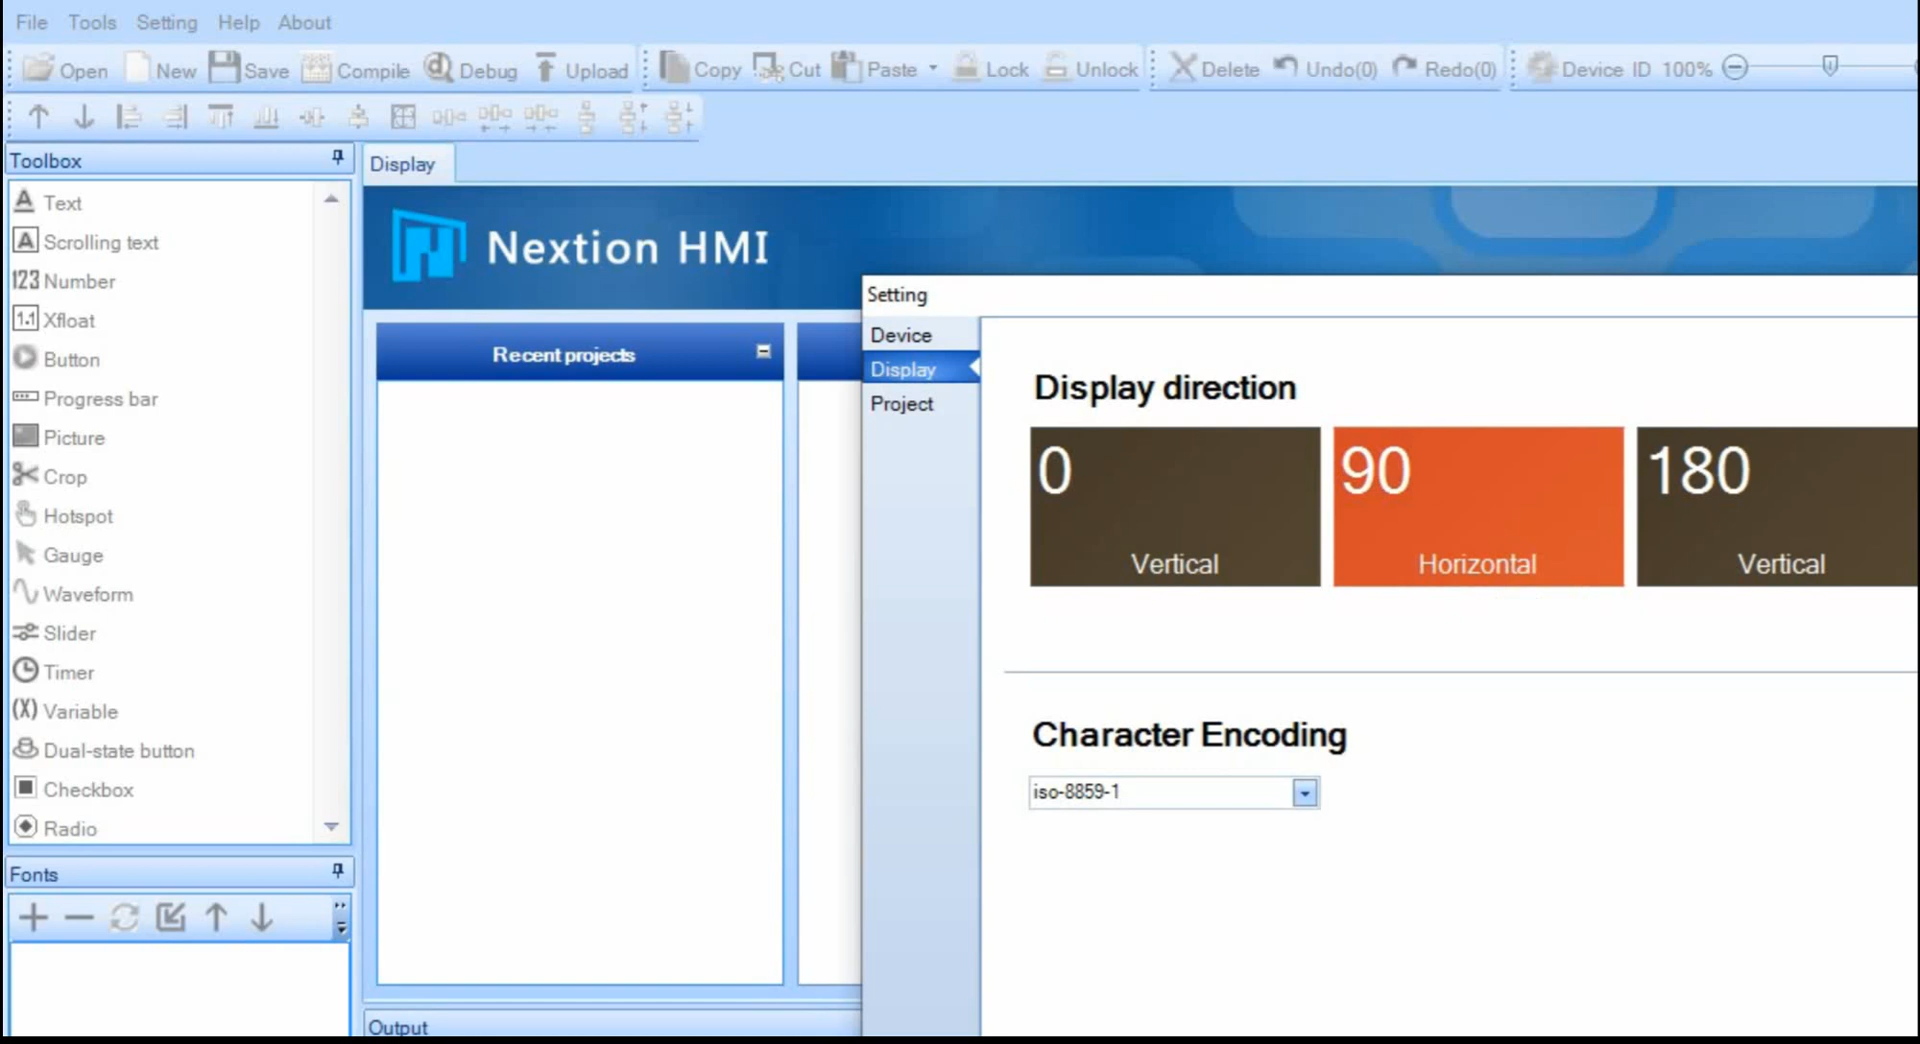 File Tools Setting Help About
Open New Save Compile Debug Upload Copy Cut Paste Lock Unlock Delete Undo(0) Redo(0) Device ID 100%
Toolbox
Text
Scrolling text
123 Number
1.1 Xfloat
Button
Progress bar
Picture
Crop
Hotspot
Gauge
Waveform
Slider
Timer
(X) Variable
Dual-state button
Checkbox
Radio
Fonts
Display
Nextion HMI
Recent projects
Output
Setting
Device
Display
Project
Display direction
0
Vertical
90
Horizontal
180
Vertical
Character Encoding
iso-8859-1